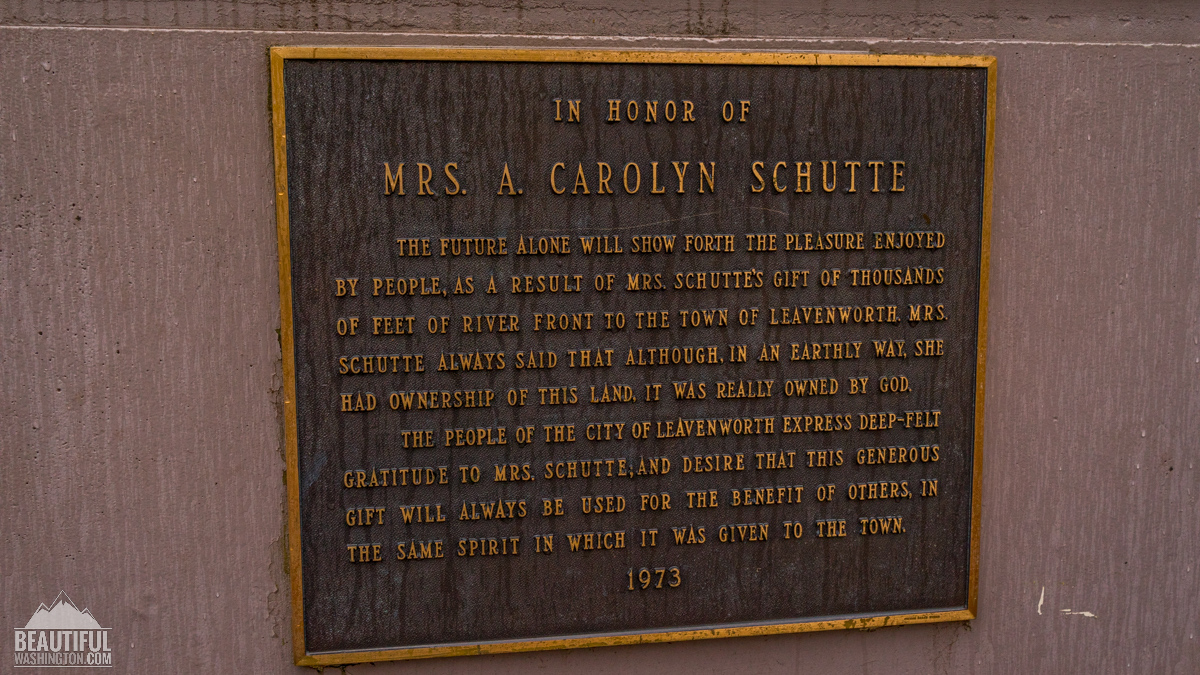 IN HONOR OF
MRS. A. CAROLYN SCHUTTE
THE FUTURE ALONE WILL SHOW FORTH THE PLEASURE ENJOYED
BY PEOPLE, AS A RESULT OF MRS. SCHUTTE'S GIFT OF THOUSANDS
OF FEET OF RIVER FRONT TO THE TOWN OF LEAVENWORTH. MRS.
SCHUTTE ALWAYS SAID THAT ALTHOUGH, IN AN EARTHLY WAY, SHE
HAD OWNERSHIP OF THIS LAND, IT WAS REALLY OWNED BY GOD.
THE PEOPLE OF THE CITY OF LEAVENWORTH EXPRESS DEEP-FELT
GRATITUDE TO MRS. SCHUTTE, AND DESIRE THAT THIS GENEROUS
GIFT WILL ALWAYS BE USED FOR THE BENEFIT OF OTHERS, IN
THE SAME SPIRIT IN WHICH IT WAS GIVEN TO THE TOWN.
1973
BEAUTIFUL
WASHINGTON.COM